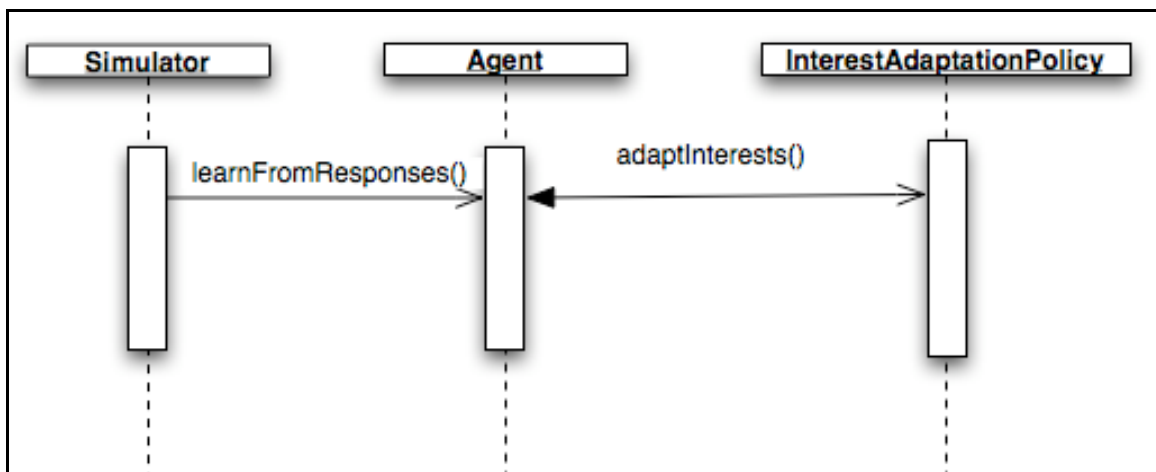 Simulator
Agent
InterestAdaptationPolicy
learnFromResponses()
adaptInterests()